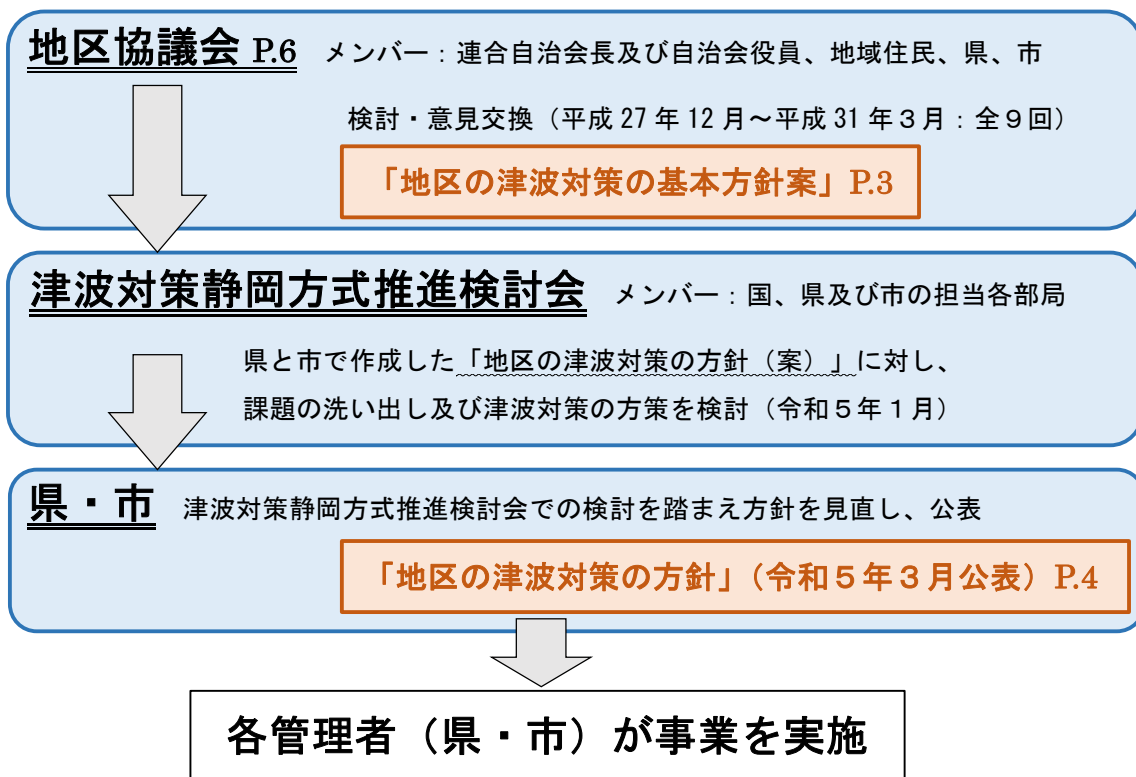 地区協議会 P.6 メンバー：連合自治会長及び自治会役員、地域住民、県、市
検討・意見交換（平成 27 年 12 月～平成 31 年３月：全９回）
「地区の津波対策の基本方針案」P.3
津波対策静岡方式推進検討会 メンバー：国、県及び市の担当各部局
県と市で作成した「地区の津波対策の方針（案）」に対し、
課題の洗い出し及び津波対策の方策を検討（令和５年１月）
県・市 津波対策静岡方式推進検討会での検討を踏まえ方針を見直し、公表
「地区の津波対策の方針」（令和５年３月公表）P.4
各管理者（県・市）が事業を実施